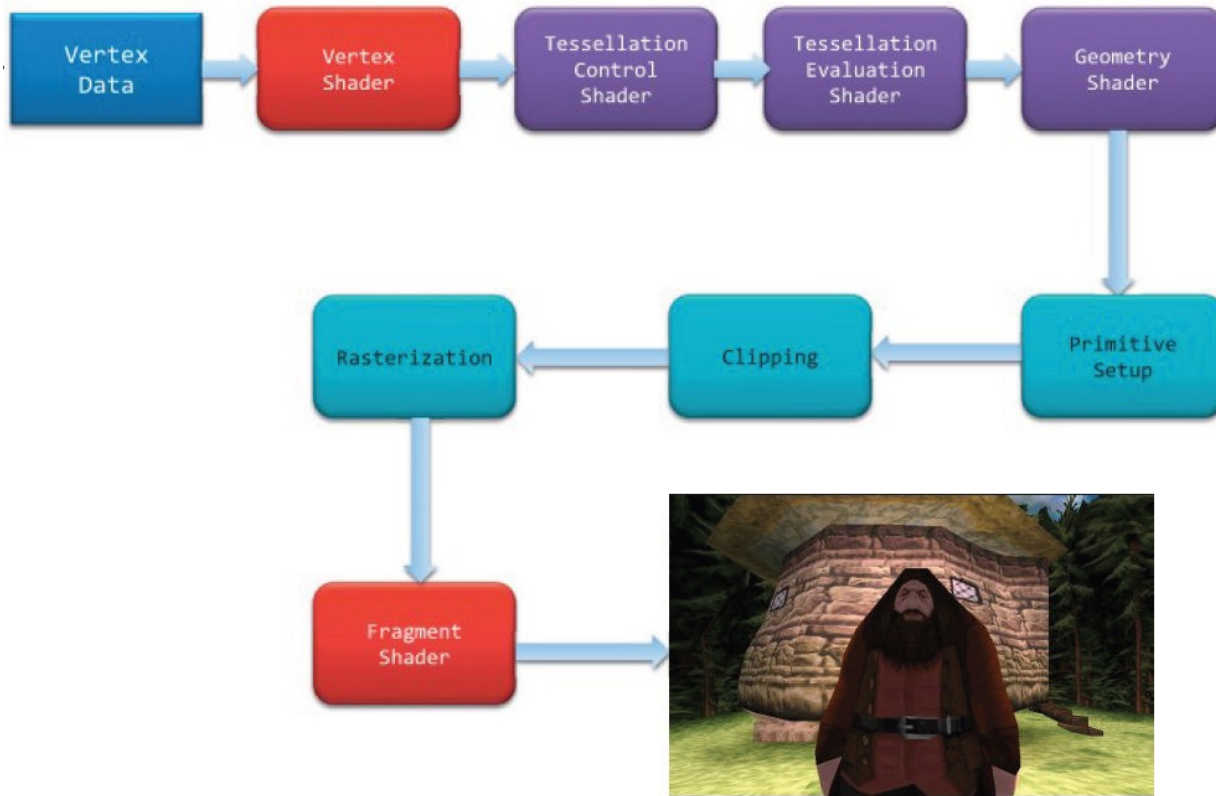 Vertex
Data
Vertex
Shader
Tessellation
Control
Shader
Tessellation
Evaluation
Shader
Geometry
Shader
Rasterization
Clipping
Primitive
Setup
Fragment
Shader